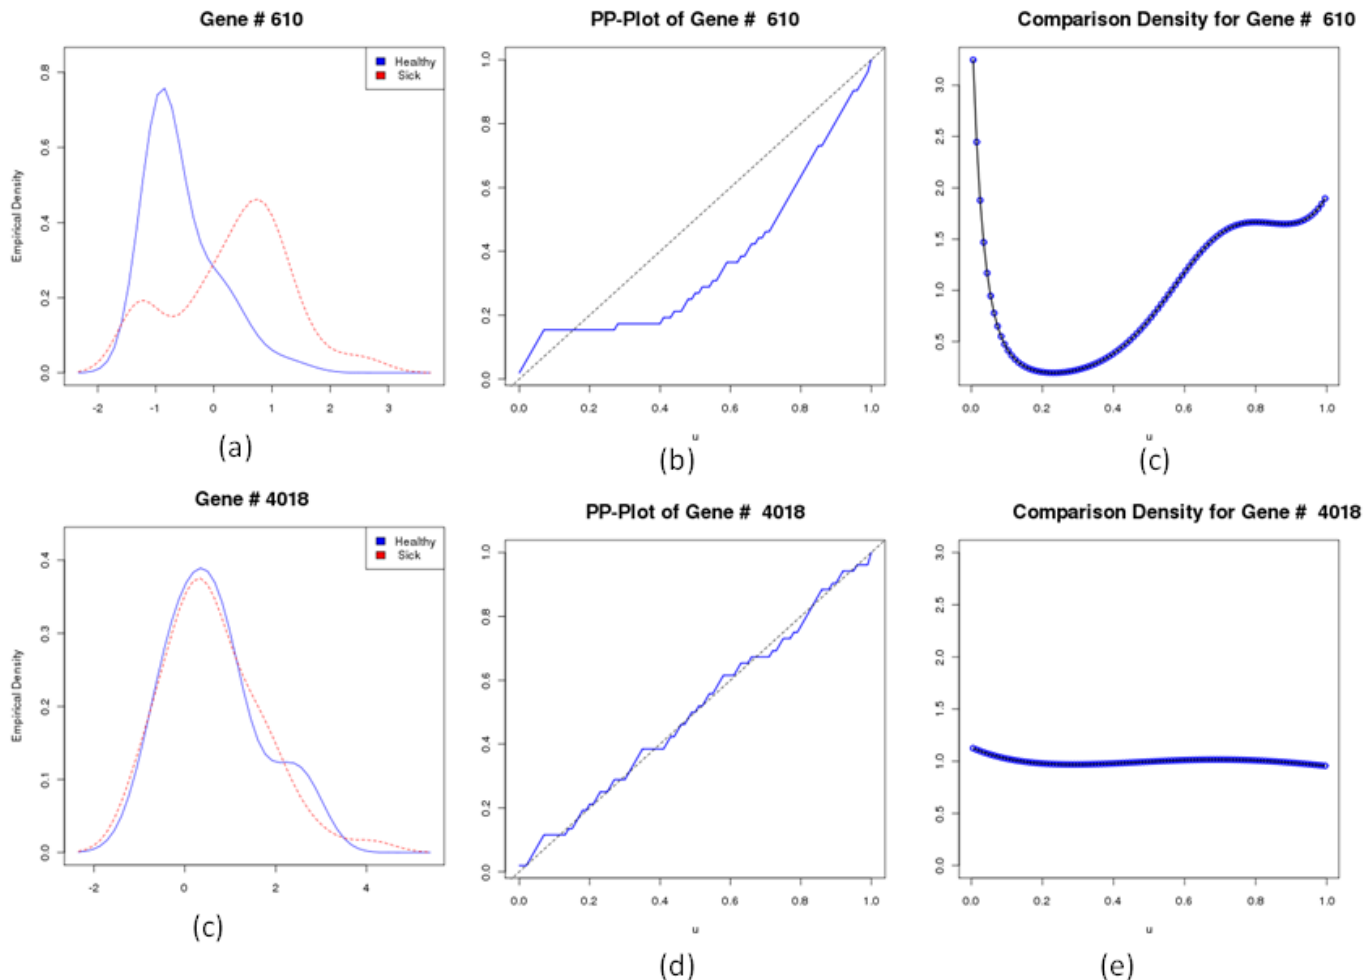 Gene # 610
Healthy
Sick
Empirical Density
0.0 0.2 0.4 0.6 0.8
-2 -1 0 1 2 3
(a)
PP-Plot of Gene # 610
0.0 0.2 0.4 0.6 0.8 1.0
0.0 0.2 0.4 0.6 0.8 1.0
u
(b)
Comparison Density for Gene # 610
0.5 1.0 1.5 2.0 2.5 3.0
0.0 0.2 0.4 0.6 0.8 1.0
u
(c)
Gene # 4018
Healthy
Sick
Empirical Density
0.0 0.1 0.2 0.3 0.4
-2 0 2 4
(c)
PP-Plot of Gene # 4018
0.0 0.2 0.4 0.6 0.8 1.0
0.0 0.2 0.4 0.6 0.8 1.0
u
(d)
Comparison Density for Gene # 4018
0.0 0.5 1.0 1.5 2.0 2.5 3.0
0.0 0.2 0.4 0.6 0.8 1.0
u
(e)